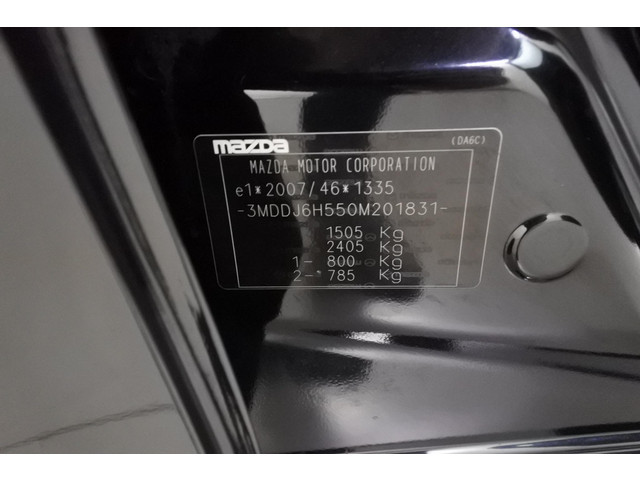 mazda
(DA6C)
MAZDA MOTOR CORPORATION
e1*2007/46*1335
-3MDDJ6H550M201831-
1505 Kg
2405 Kg
1- 800 Kg
2- 785 Kg